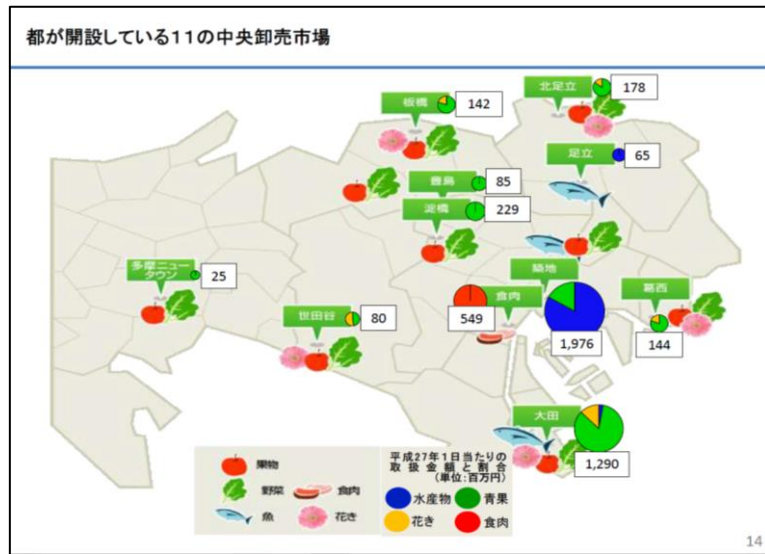 都が開設している11の中央卸売市場
板橋
142
北足立
178
足立
65
豊島
85
淀橋
229
多摩ニュー
タウン
25
世田谷
80
食肉
549
築地
1,976
葛西
144
大田
1,290
果物
野菜
食肉
魚
花き
平成27年1日当たりの
取扱金額と割合
(単位:百万円)
水産物
青果
花き
食肉
14